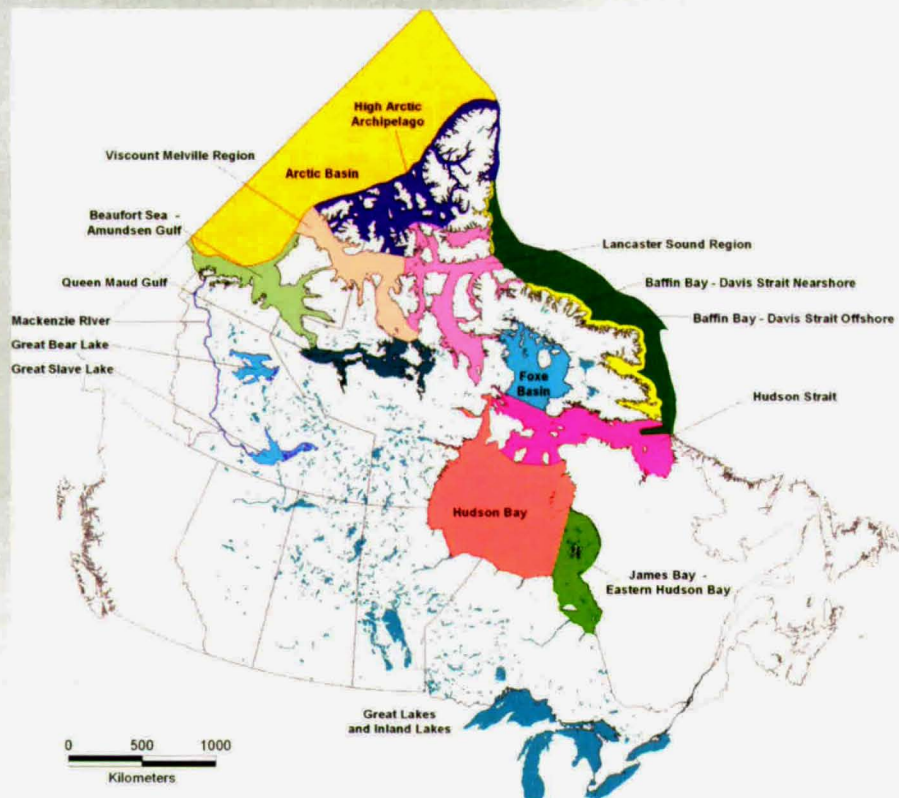 High Arctic
Archipelago
Viscount Melville Region
Arctic Basin
Beaufort Sea -
Amundsen Gulf
Lancaster Sound Region
Queen Maud Gulf
Baffin Bay - Davis Strait Nearshore
Mackenzie River
Baffin Bay - Davis Strait Offshore
Great Bear Lake
Great Slave Lake
Foxe
Basin
Hudson Strait
Hudson Bay
James Bay -
Eastern Hudson Bay
Great Lakes
and Inland Lakes
0 500 1000
Kilometers